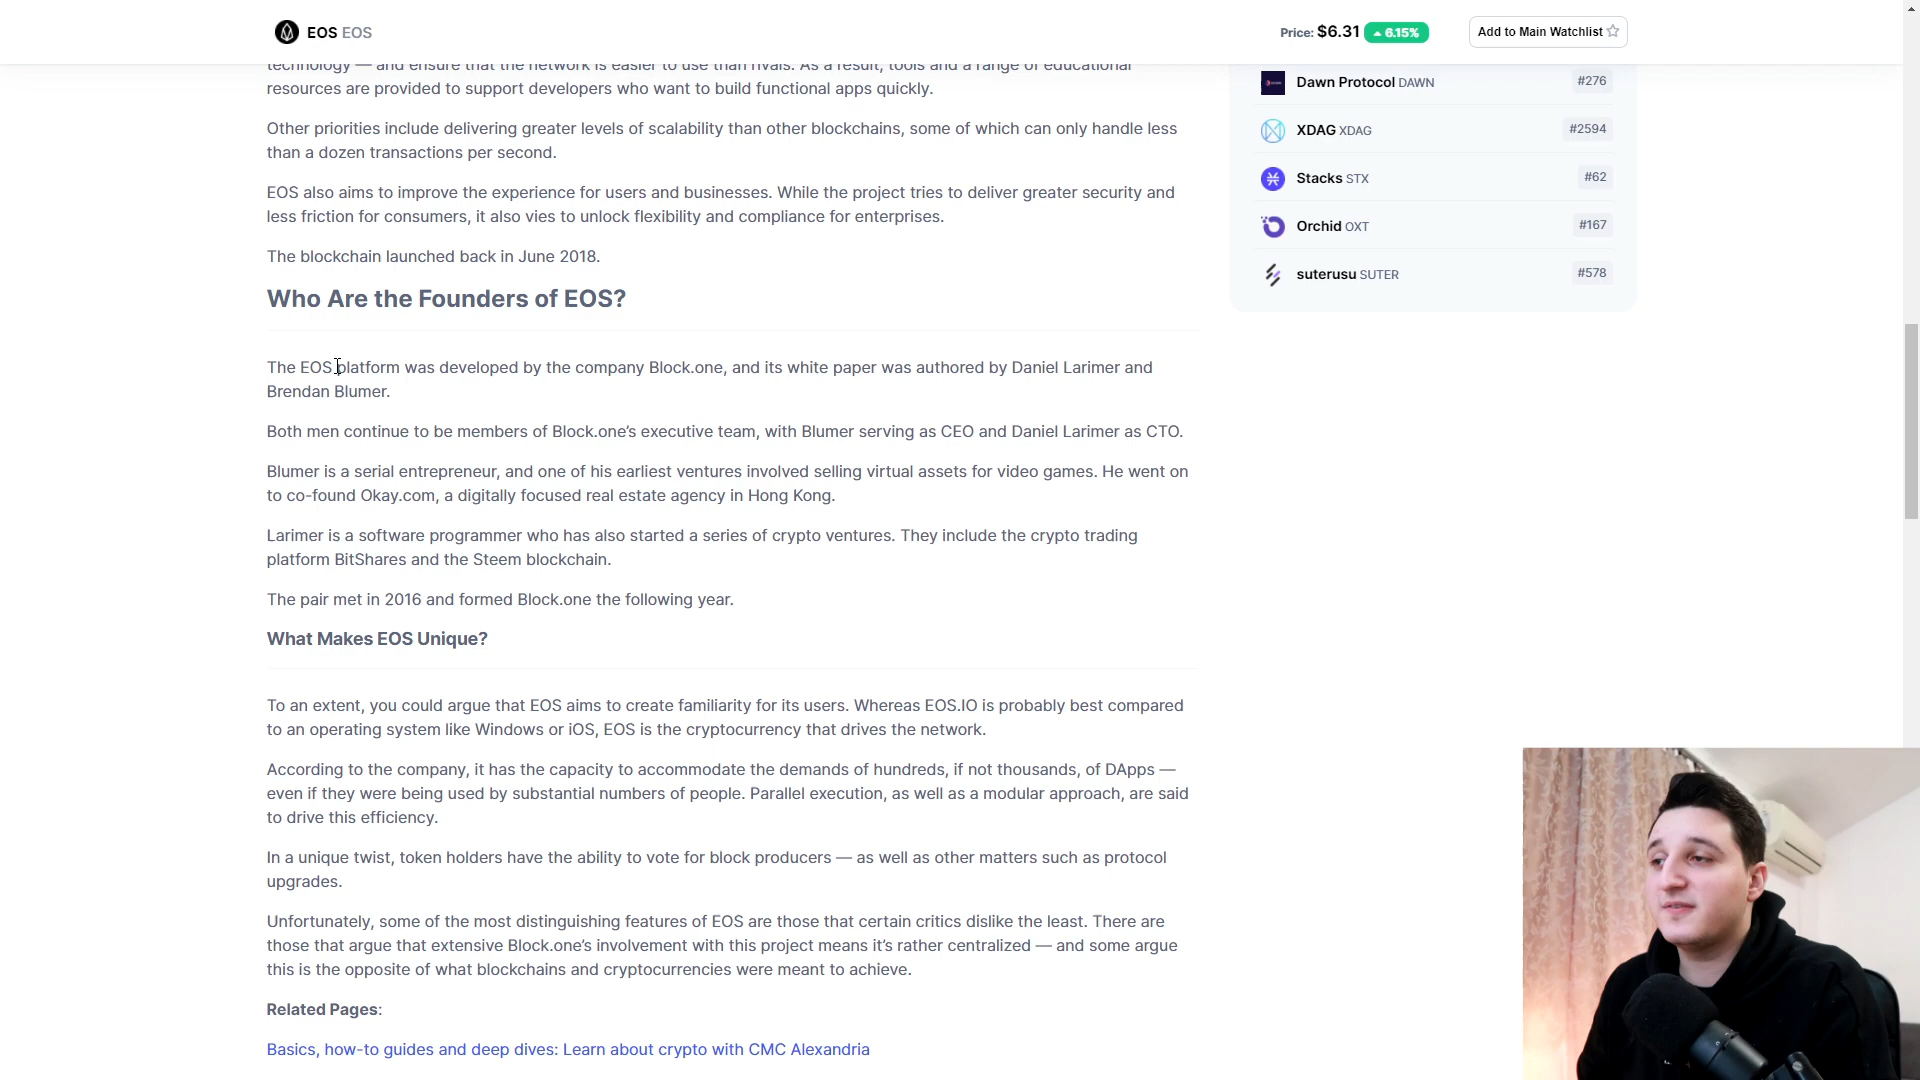 EOS EOS
Price: $6.31 6.15%
Add to Main Watchlist
technology — and ensure that the network is easier to use than rivals. As a result, tools and a range of educational
resources are provided to support developers who want to build functional apps quickly.
Other priorities include delivering greater levels of scalability than other blockchains, some of which can only handle less
than a dozen transactions per second.
EOS also aims to improve the experience for users and businesses. While the project tries to deliver greater security and
less friction for consumers, it also vies to unlock flexibility and compliance for enterprises.
The blockchain launched back in June 2018.
Who Are the Founders of EOS?
The EOS platform was developed by the company Block.one, and its white paper was authored by Daniel Larimer and
Brendan Blumer.
Both men continue to be members of Block.one’s executive team, with Blumer serving as CEO and Daniel Larimer as CTO.
Blumer is a serial entrepreneur, and one of his earliest ventures involved selling virtual assets for video games. He went on
to co-found Okay.com, a digitally focused real estate agency in Hong Kong.
Larimer is a software programmer who has also started a series of crypto ventures. They include the crypto trading
platform BitShares and the Steem blockchain.
The pair met in 2016 and formed Block.one the following year.
What Makes EOS Unique?
To an extent, you could argue that EOS aims to create familiarity for its users. Whereas EOS.IO is probably best compared
to an operating system like Windows or iOS, EOS is the cryptocurrency that drives the network.
According to the company, it has the capacity to accommodate the demands of hundreds, if not thousands, of DApps —
even if they were being used by substantial numbers of people. Parallel execution, as well as a modular approach, are said
to drive this efficiency.
In a unique twist, token holders have the ability to vote for block producers — as well as other matters such as protocol
upgrades.
Unfortunately, some of the most distinguishing features of EOS are those that certain critics dislike the least. There are
those that argue that extensive Block.one’s involvement with this project means it’s rather centralized — and some argue
this is the opposite of what blockchains and cryptocurrencies were meant to achieve.
Related Pages:
Basics, how-to guides and deep dives: Learn about crypto with CMC Alexandria
Dawn Protocol DAWN #276
XDAG XDAG #2594
Stacks STX #62
Orchid OXT #167
suterusu SUTER #578